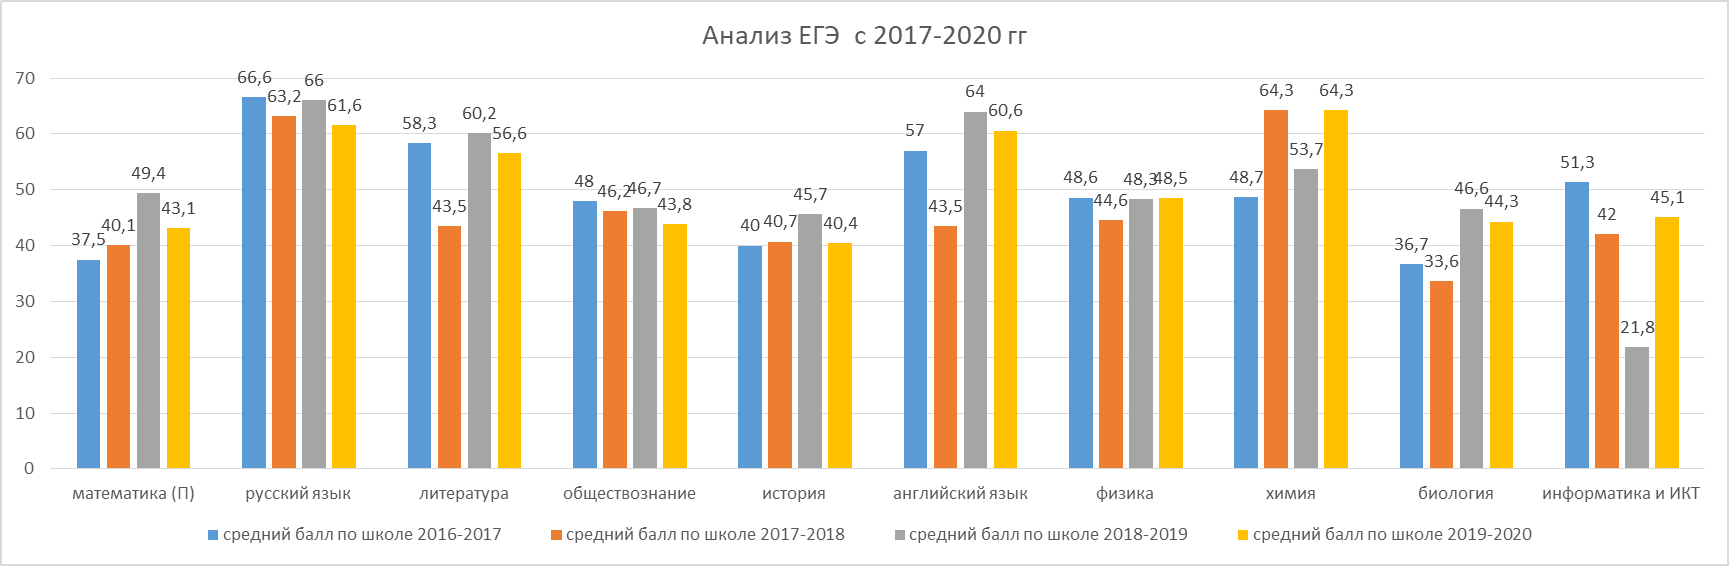 Анализ ЕГЭ с 2017-2020 гг
70
60
50
40
30
20
10
0
37,5 40,1 49,4 43,1
66,6 63,2 66 61,6
58,3 43,5 60,2 56,6
48 46,2 46,7 43,8
40 40,7 45,7 40,4
57 43,5 64 60,6
48,6 44,6 48,3 48,5
48,7 64,3 53,7 64,3
36,7 33,6 46,6 44,3
51,3 42 21,8 45,1
математика (П) русский язык литература обществознание история английский язык физика химия биология информатика и ИКТ
средний балл по школе 2016-2017 средний балл по школе 2017-2018 средний балл по школе 2018-2019 средний балл по школе 2019-2020